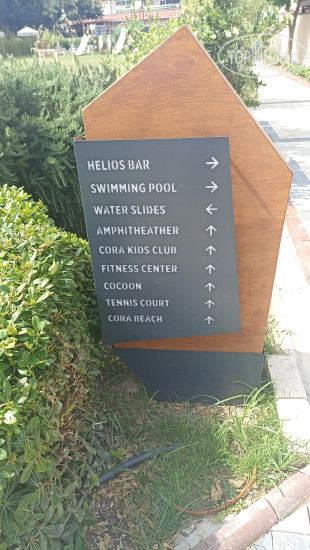 HELIOS BAR →
SWIMMING POOL →
WATER SLIDES ←
AMPHITHEATHER ↑
CORA KIDS CLUB ↑
FITNESS CENTER ↑
COCOON ↑
TENNIS COURT ↑
CORA BEACH ↑